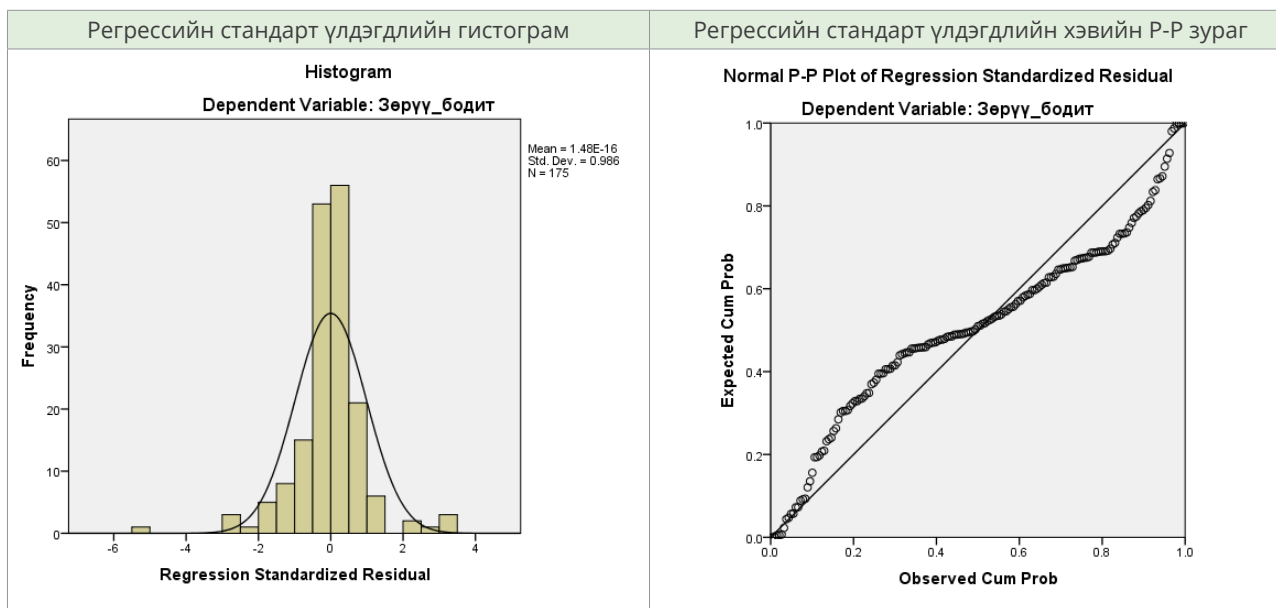 Регрессийн стандарт үлдэгдлийн гистограм
Histogram
Dependent Variable: Зөрүү_бодит
Mean = 1.48E-16
Std. Dev. = 0.986
N = 175
60
50
40
30
20
10
0
Frequency
-6 -4 -2 0 2 4
Regression Standardized Residual
Регрессийн стандарт үлдэгдлийн хэвийн P-P зураг
Normal P-P Plot of Regression Standardized Residual
Dependent Variable: Зөрүү_бодит
1.0
0.8
0.6
0.4
0.2
0.0
Expected Cum Prob
0.0 0.2 0.4 0.6 0.8 1.0
Observed Cum Prob